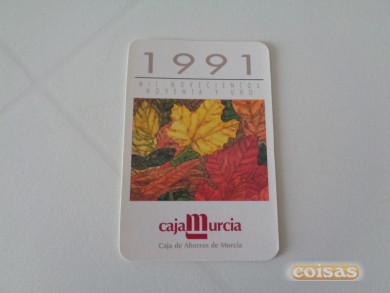 1991
MIL NOVECIENTOS
NOVENTA Y UNO
cajamurcia
Caja de Ahorros de Murcia
coisas